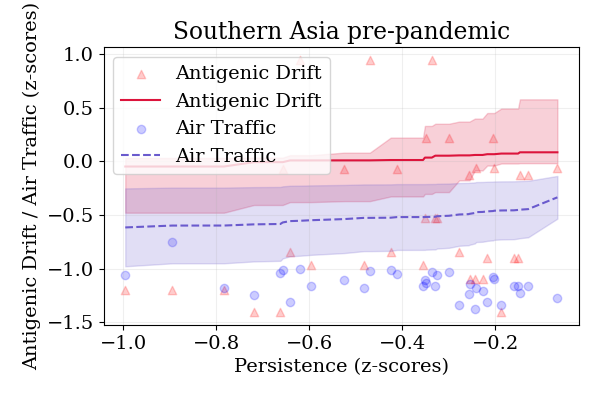 Southern Asia pre-pandemic
Antigenic Drift / Air Traffic (z-scores)
1.0
0.5
0.0
−0.5
−1.0
−1.5
Antigenic Drift
Antigenic Drift
Air Traffic
Air Traffic
−1.0 −0.8 −0.6 −0.4 −0.2
Persistence (z-scores)